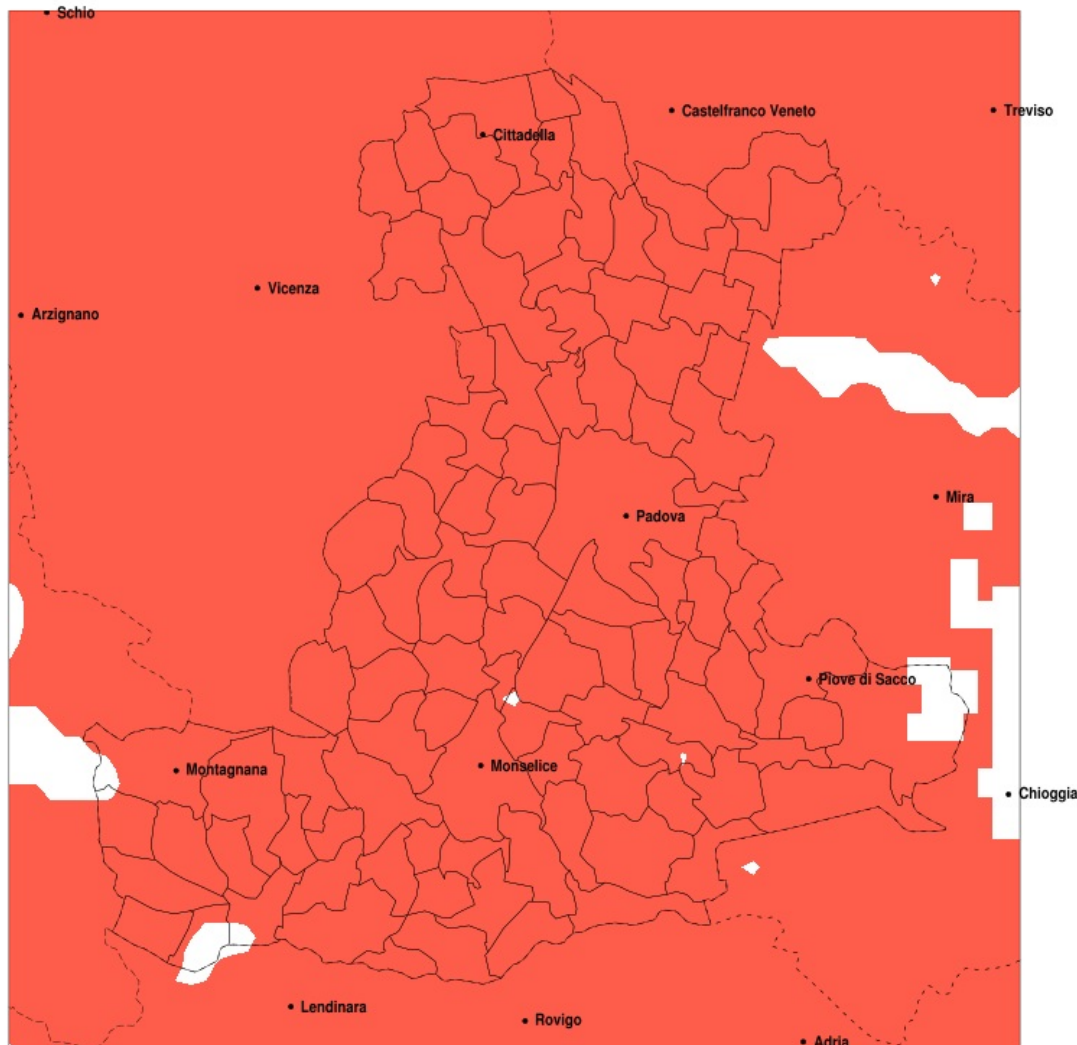 Schio
Castelfranco Veneto
Treviso
Cittadella
Vicenza
Arzignano
Mira
Padova
Piove di Sacco
Monselice
Montagnana
Chioggia
Lendinara
Rovigo
Adria